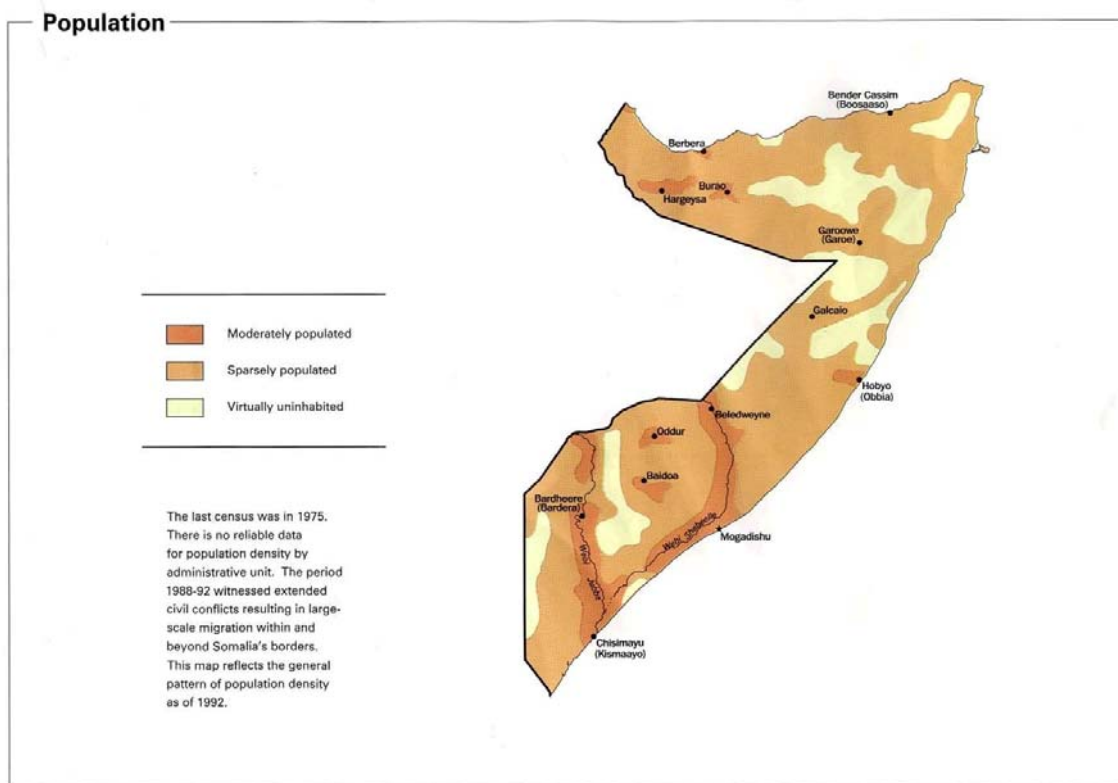 Population
Bender Cassim
(Boosaaso)
Berbera
Burao
Hargeysa
Garoowe
(Garoe)
Galcaio
Hobyo
(Obbia)
Beledweyne
Oddur
Baidoa
Bardheere
(Bardera)
Webi Shabeelle
Mogadishu
Webi Jubba
Chisimayu
(Kismaayo)
Moderately populated
Sparsely populated
Virtually uninhabited
The last census was in 1975.
There is no reliable data
for population density by
administrative unit. The period
1988-92 witnessed extended
civil conflicts resulting in large-
scale migration within and
beyond Somalia's borders.
This map reflects the general
pattern of population density
as of 1992.